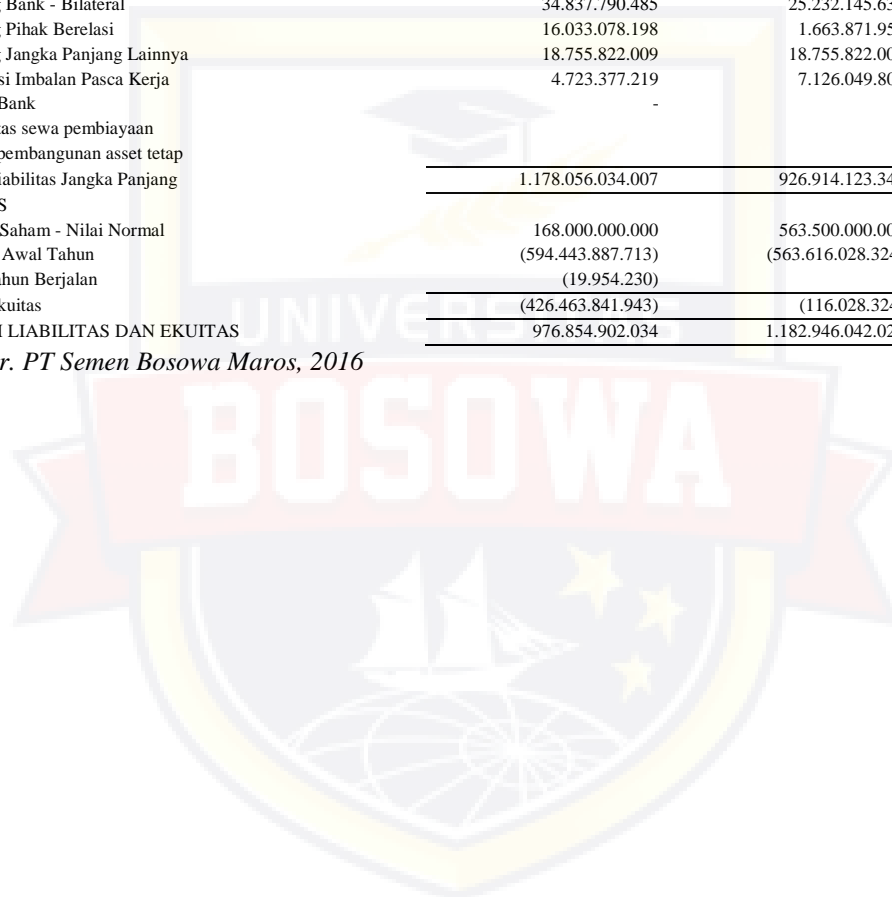 g Bank - Bilateral 34.837.790.485 25.232.145.63
g Pihak Berelasi 16.033.078.198 1.663.871.95
g Jangka Panjang Lainnya 18.755.822.009 18.755.822.00
si Imbalan Pasca Kerja 4.723.377.219 7.126.049.80
Bank -
tas sewa pembiayaan
pembangunan asset tetap
iabilitas Jangka Panjang 1.178.056.034.007 926.914.123.34
S
Saham - Nilai Normal 168.000.000.000 563.500.000.00
Awal Tahun (594.443.887.713) (563.616.028.324
hun Berjalan (19.954.230)
kuitas (426.463.841.943) (116.028.324
I LIABILITAS DAN EKUITAS 976.854.902.034 1.182.946.042.02
r. PT Semen Bosowa Maros, 2016
UNIVERSITAS
BOSOWA